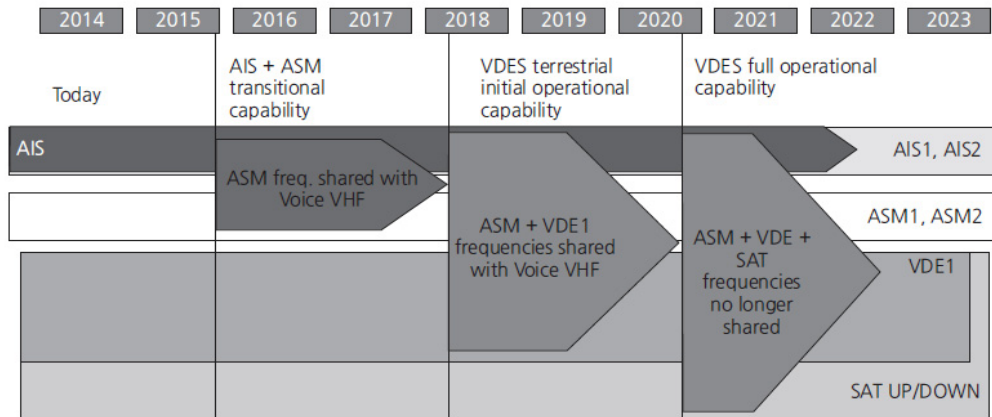 2014 2015 2016 2017 2018 2019 2020 2021 2022 2023
Today
AIS + ASM
transitional
capability
VDES terrestrial
initial operational
capability
VDES full operational
capability
AIS
AIS1, AIS2
ASM freq. shared with
Voice VHF
ASM1, ASM2
ASM + VDE1
frequencies shared
with Voice VHF
ASM + VDE +
SAT
frequencies
no longer
shared
VDE1
SAT UP/DOWN